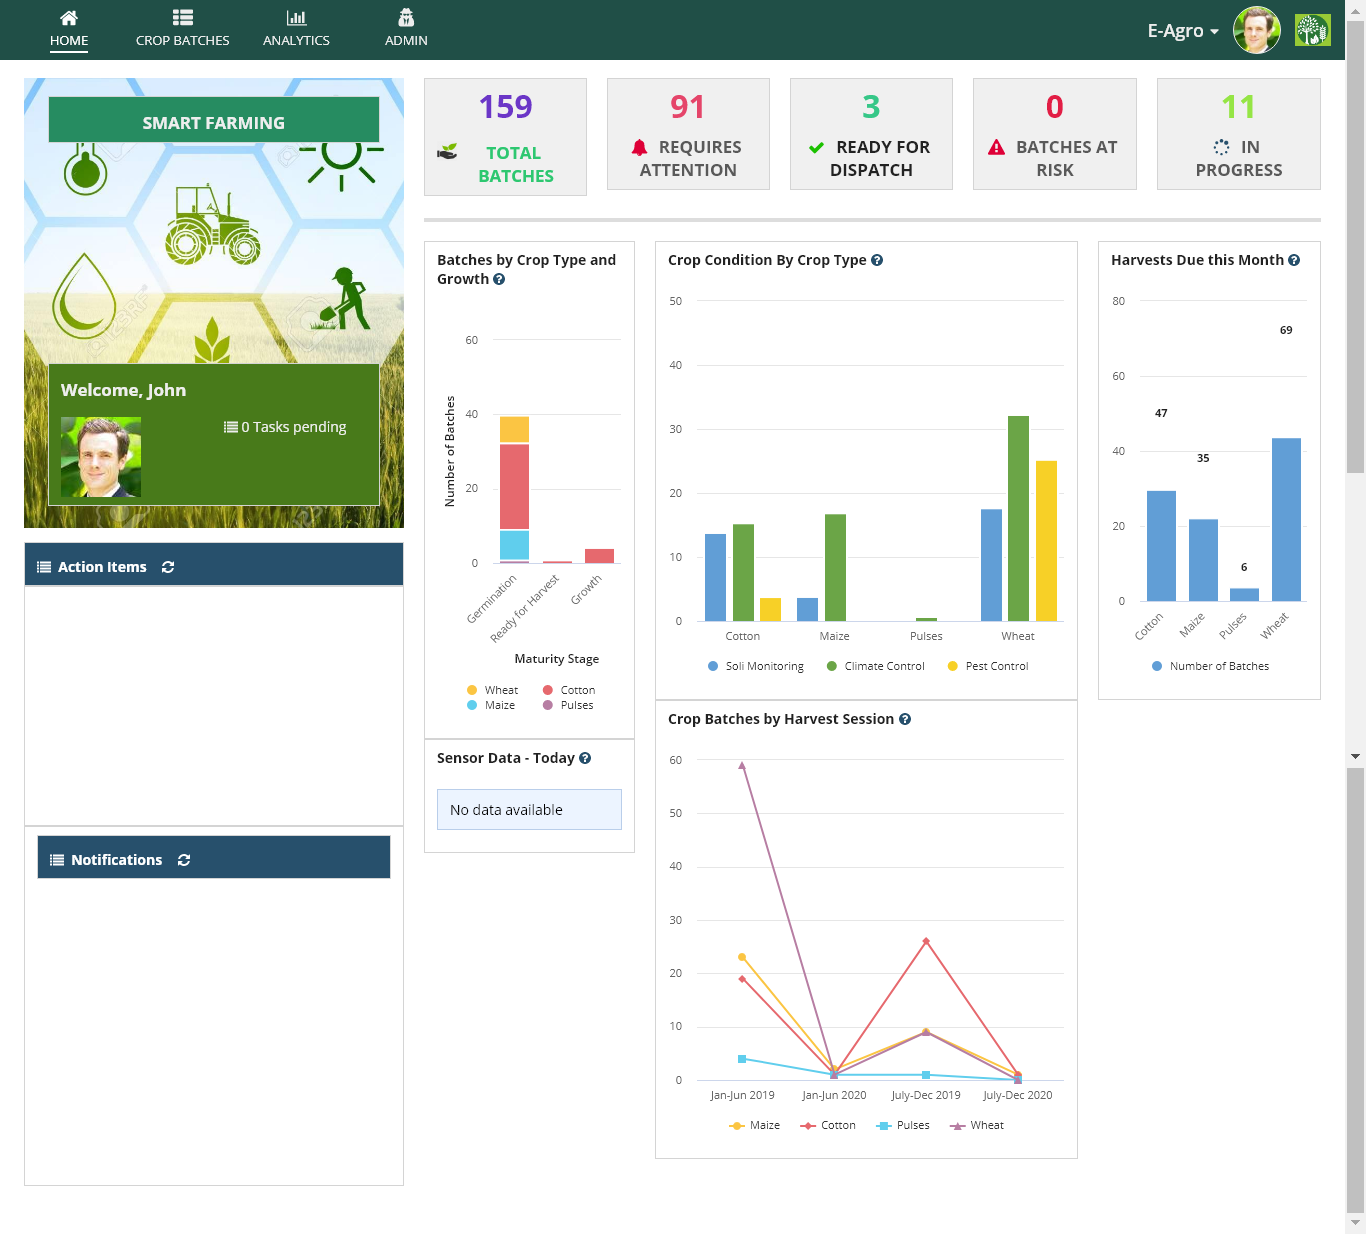 HOME
CROP BATCHES
ANALYTICS
ADMIN
E-Agro
SMART FARMING
Welcome, John
0 Tasks pending
Action Items
Notifications
159
TOTAL
BATCHES
91
REQUIRES
ATTENTION
3
READY FOR
DISPATCH
0
BATCHES AT
RISK
11
IN
PROGRESS
Batches by Crop Type and
Growth
60
40
20
0
Number of Batches
Germination
Ready for Harvest
Growth
Maturity Stage
Wheat
Cotton
Maize
Pulses
Sensor Data - Today
No data available
Crop Condition By Crop Type
50
40
30
20
10
0
Cotton
Maize
Pulses
Wheat
Soli Monitoring
Climate Control
Pest Control
Crop Batches by Harvest Session
60
50
40
30
20
10
0
Jan-Jun 2019
Jan-Jun 2020
July-Dec 2019
July-Dec 2020
Maize
Cotton
Pulses
Wheat
Harvests Due this Month
80
60
40
20
0
47
35
6
69
Cotton
Maize
Pulses
Wheat
Number of Batches